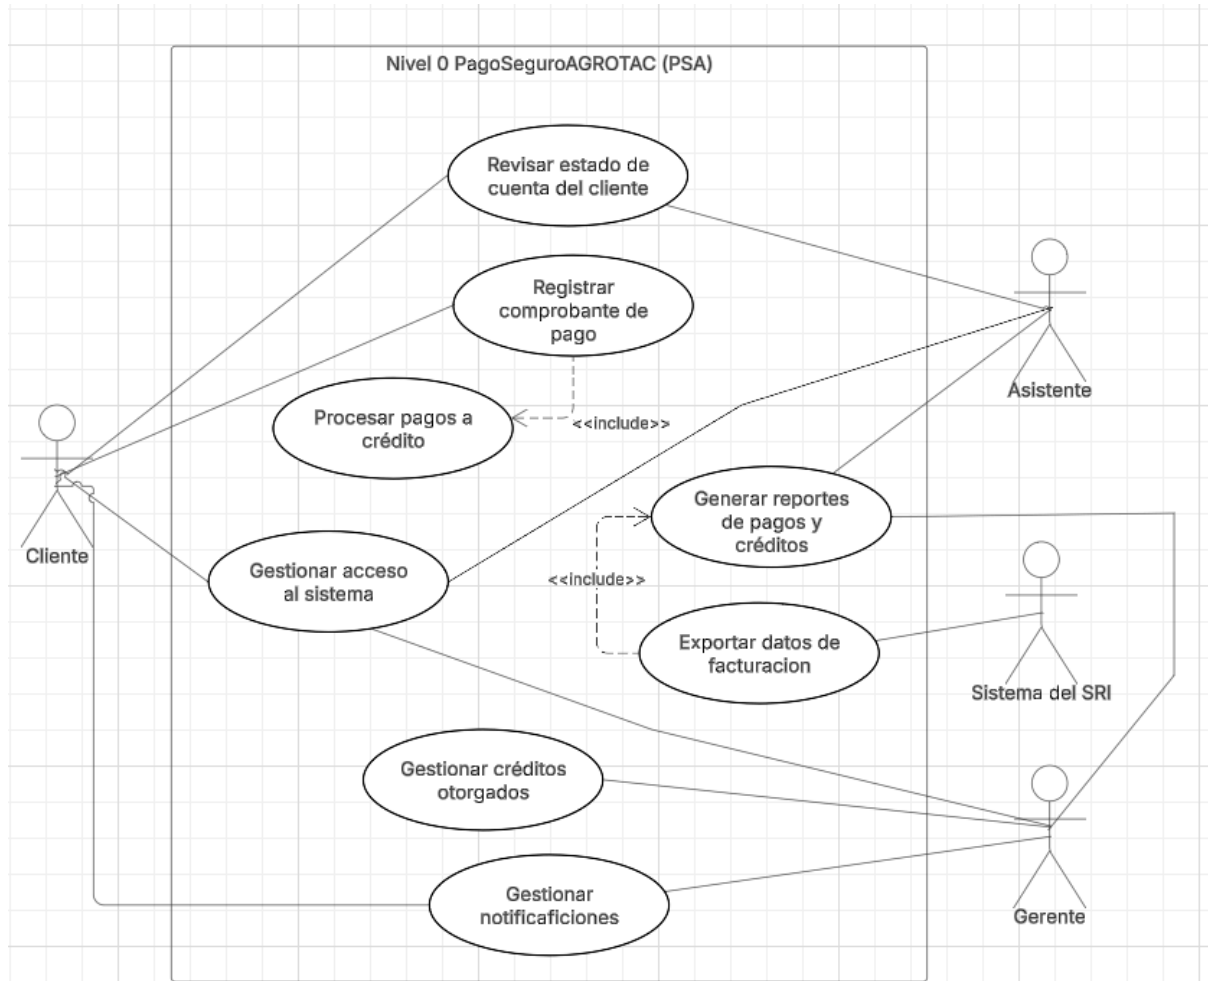 Nivel 0 PagoSeguroAGROTAC (PSA)
Revisar estado de
cuenta del cliente
Registrar
comprobante de
pago
Procesar pagos a
crédito
<<include>>
Asistente
Generar reportes
de pagos y
créditos
Cliente
Gestionar acceso
al sistema
<<include>>
Exportar datos de
facturacion
Sistema del SRI
Gestionar créditos
otorgados
Gestionar
notificaficiones
Gerente